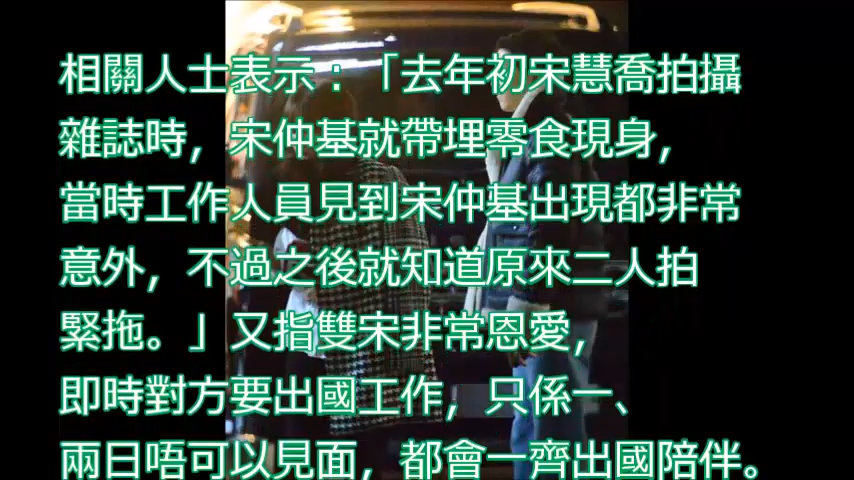 相關人士表示：「去年初宋慧喬拍攝
雜誌時，宋仲基就帶埋零食現身，
當時工作人員見到宋仲基出現都非常
意外，不過之後就知道原來二人拍
緊拖。」又指雙宋非常恩愛，
即時對方要出國工作，只係一、
兩日唔可以見面，都會一齊出國陪伴。